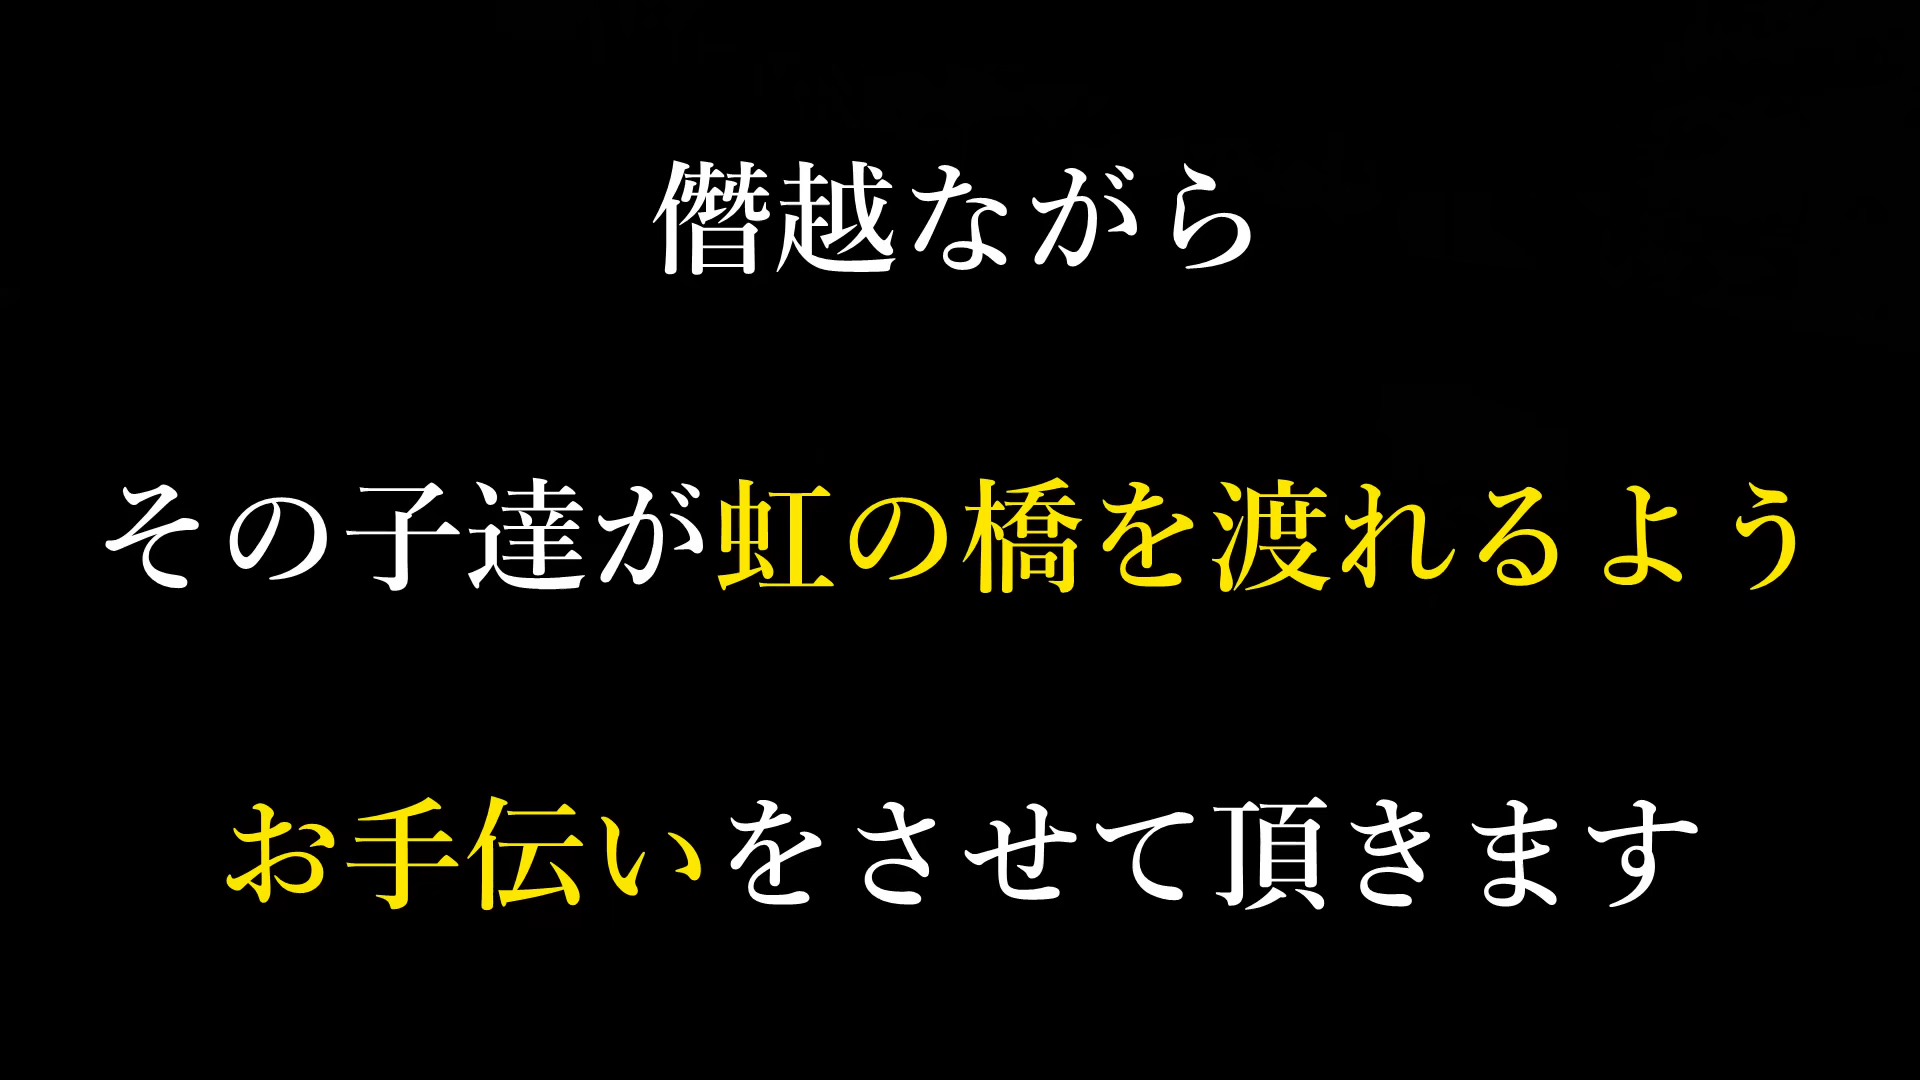 僭越ながら
その子達が虹の橋を渡れるよう
お手伝いをさせて頂きます